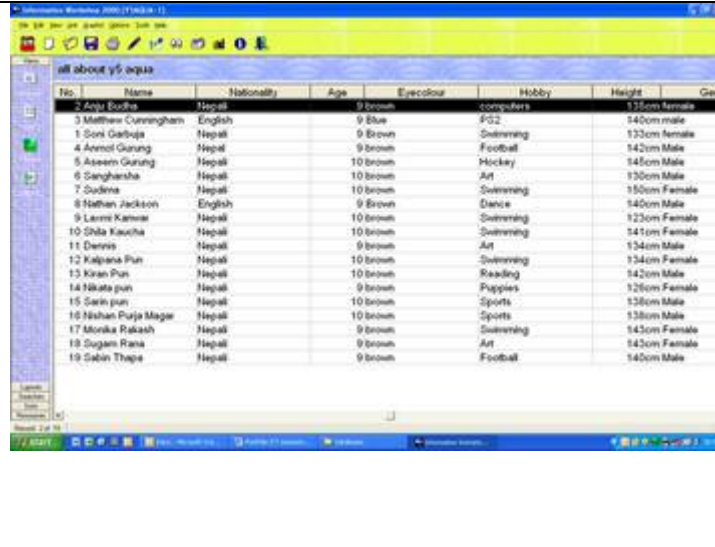 Information Workshop 2000 [Y5AQUA-1]
all about y5 aqua
No. Name Nationality Age Eyecolour Hobby Height Ge
2 Anju Budha Nepali 9 brown computers 135cm female
3 Matthew Cunningham English 9 Blue PS2 140cm male
1 Soni Garbuja Nepali 9 Brown Swimming 133cm female
4 Anmol Gurung Nepal 9 brown Football 142cm Male
5 Aseem Gurung Nepali 10 brown Hockey 145cm Male
6 Sangharsha Nepali 10 brown Art 130cm Male
7 Sudima Nepali 10 brown Swimming 150cm Female
8 Nathan Jackson English 9 Brown Dance 140cm Male
9 Laxmi Kanwar Nepali 10 brown Swimming 123cm Female
10 Shila Kaucha Nepali 10 brown Swimming 141cm Female
11 Dennis Nepali 9 brown Art 134cm Male
12 Kalpana Pun Nepali 10 brown Swimming 134cm Female
13 Kiran Pun Nepali 10 brown Reading 142cm Male
14 Nikata pun Nepali 9 brown Puppies 126cm Female
15 Sarin pun Nepali 10 brown Sports 138cm Male
16 Nishan Purja Magar Nepali 10 brown Sports 138cm Male
17 Monika Rakash Nepali 9 brown Swimming 143cm Female
18 Sugam Rana Nepali 9 brown Art 143cm Female
19 Sabin Thapa Nepali 9 brown Football 140cm Male
START